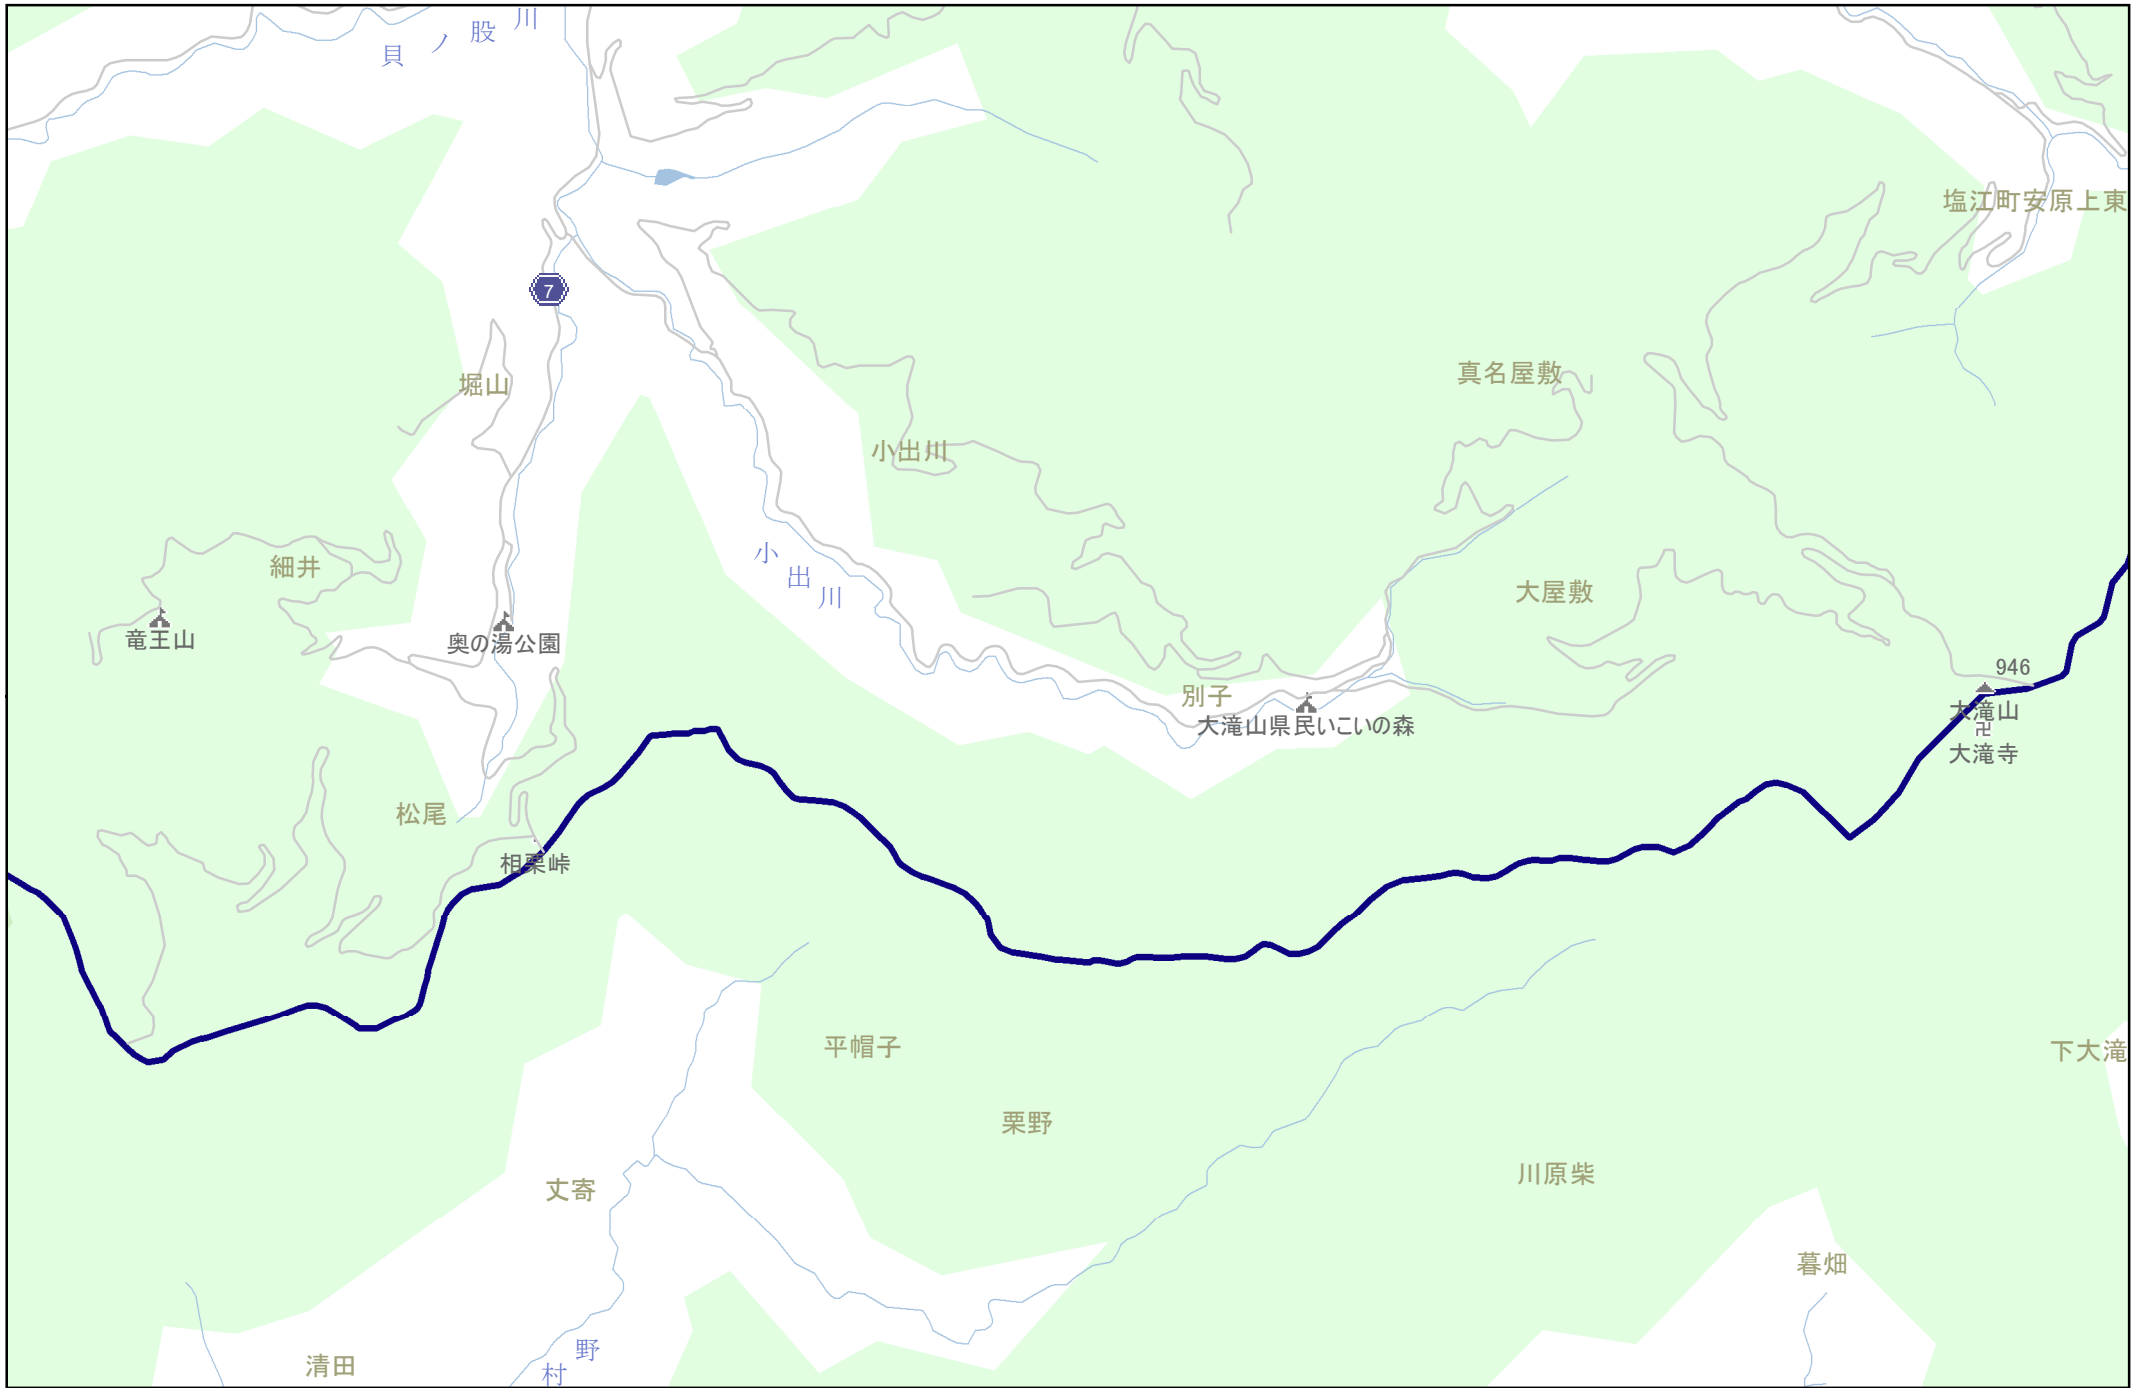 貝ノ股川
塩江町安原上東
7
真名屋敷
堀山
小出川
小出川
細井
大屋敷
竜王山
奥の湯公園
946
別子
大滝山
大滝山県民いこいの森
卍
大滝寺
松尾
相栗峠
平帽子
下大滝
栗野
川原柴
丈寄
暮畑
野村
清田